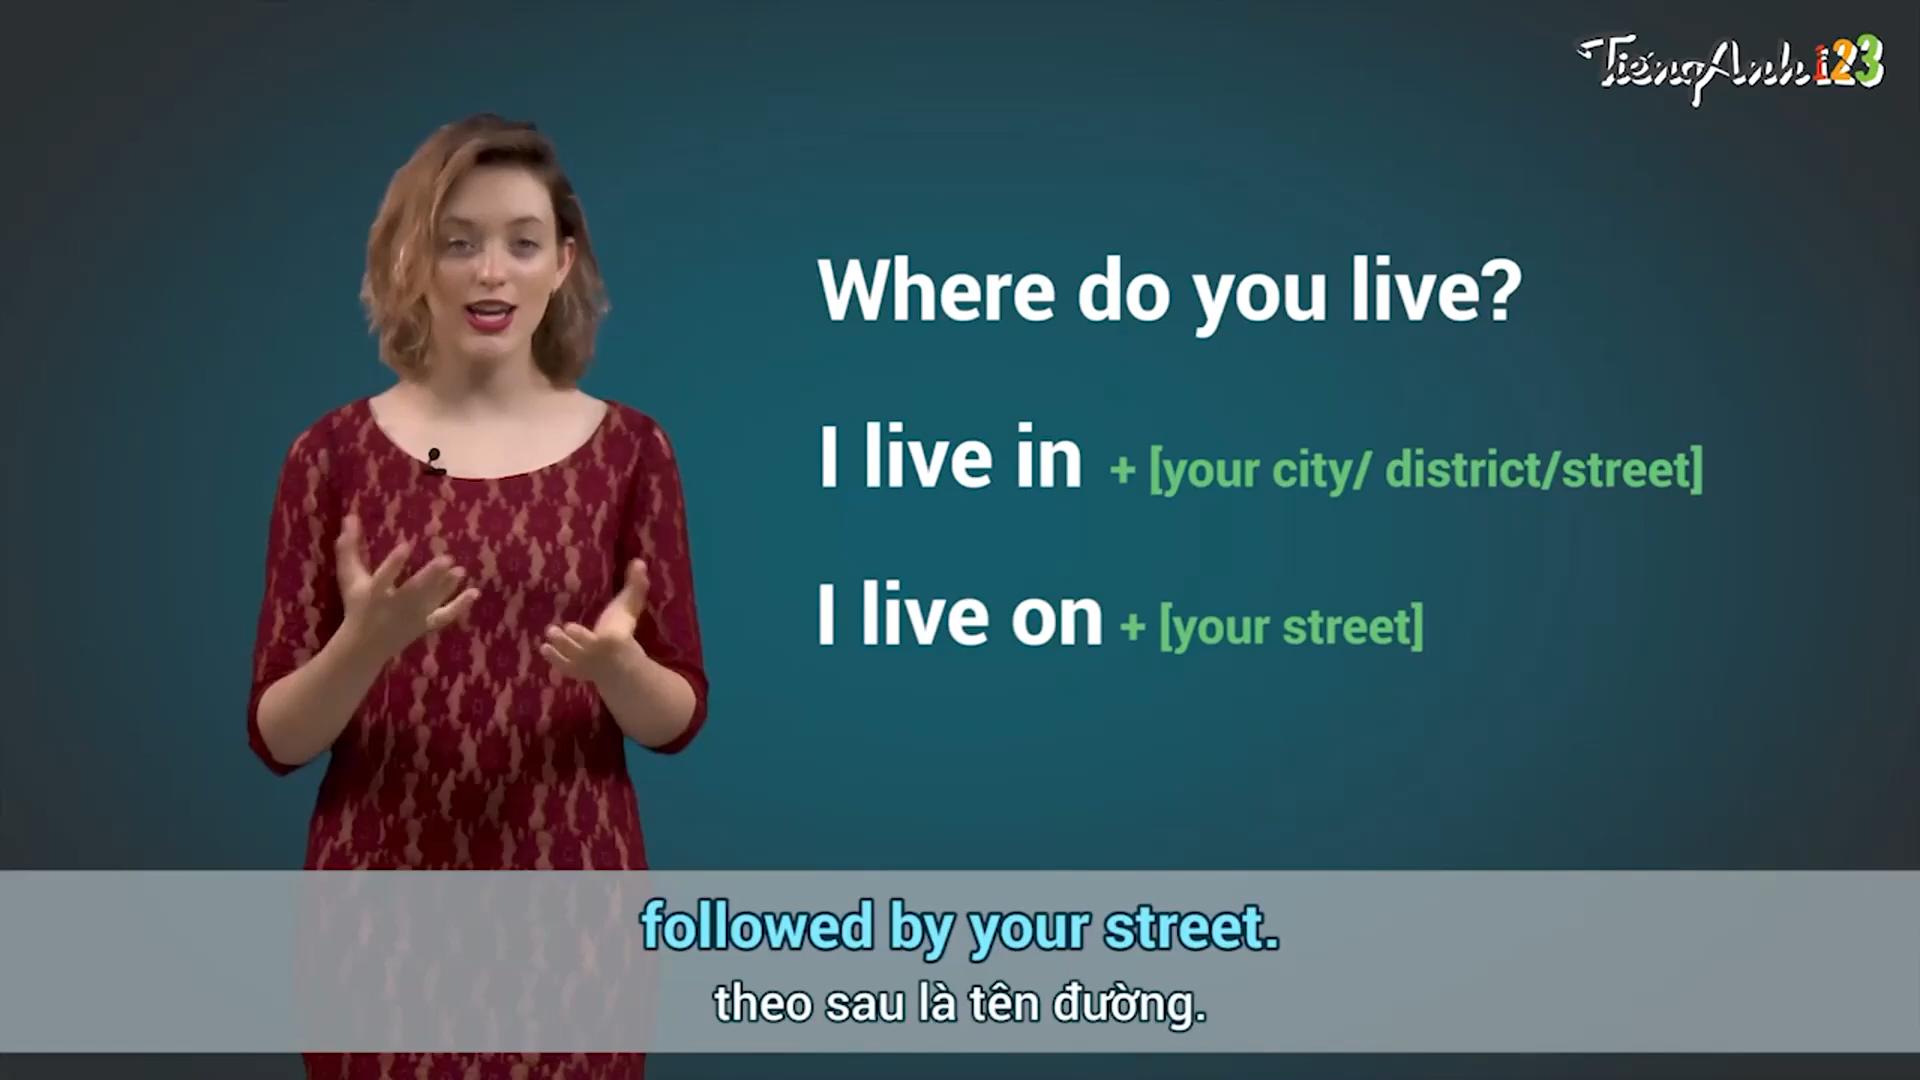 TiếngAnh123
Where do you live?
I live in + [your city/ district/street]
I live on + [your street]
followed by your street.
theo sau là tên đường.